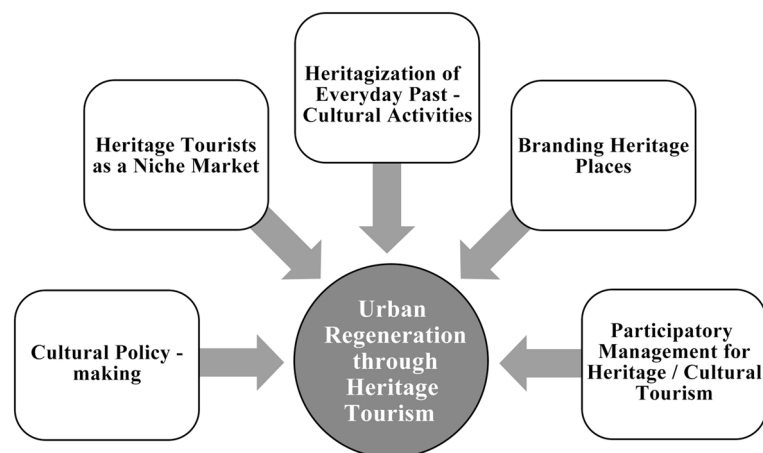 Heritagization of
Everyday Past -
Cultural Activities
Heritage Tourists
as a Niche Market
Branding Heritage
Places
Cultural Policy -
making
Urban
Regeneration
through
Heritage
Tourism
Participatory
Management for
Heritage / Cultural
Tourism